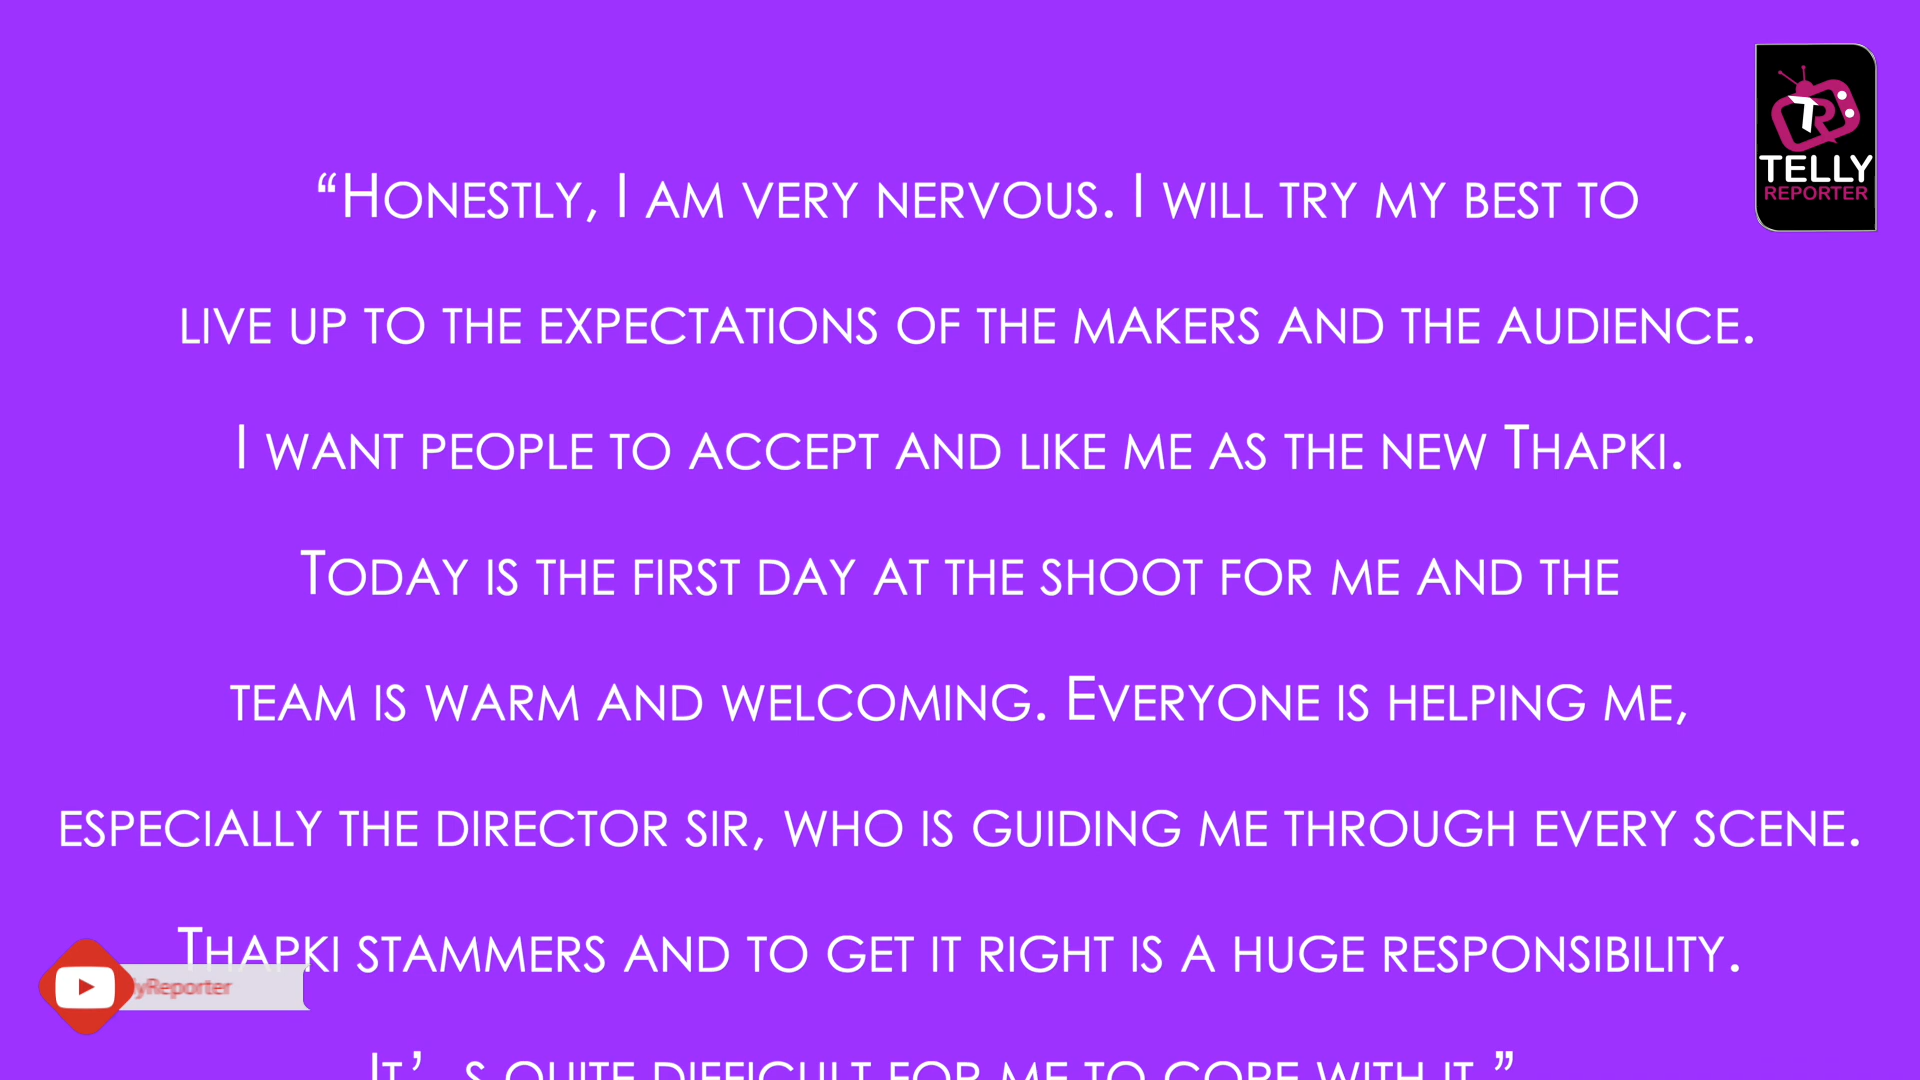 TELLY
REPORTER
“Honestly, I am very nervous. I will try my best to
live up to the expectations of the makers and the audience.
I want people to accept and like me as the new Thapki.
Today is the first day at the shoot for me and the
team is warm and welcoming. Everyone is helping me,
especially the director sir, who is guiding me through every scene.
Thapki stammers and to get it right is a huge responsibility.
lyReporter
It’s quite difficult for me to cope with it.”